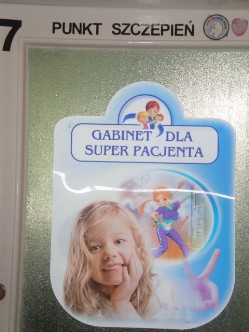 7 PUNKT SZCZEPIEŃ
GABINET DLA
SUPER PACJENTA